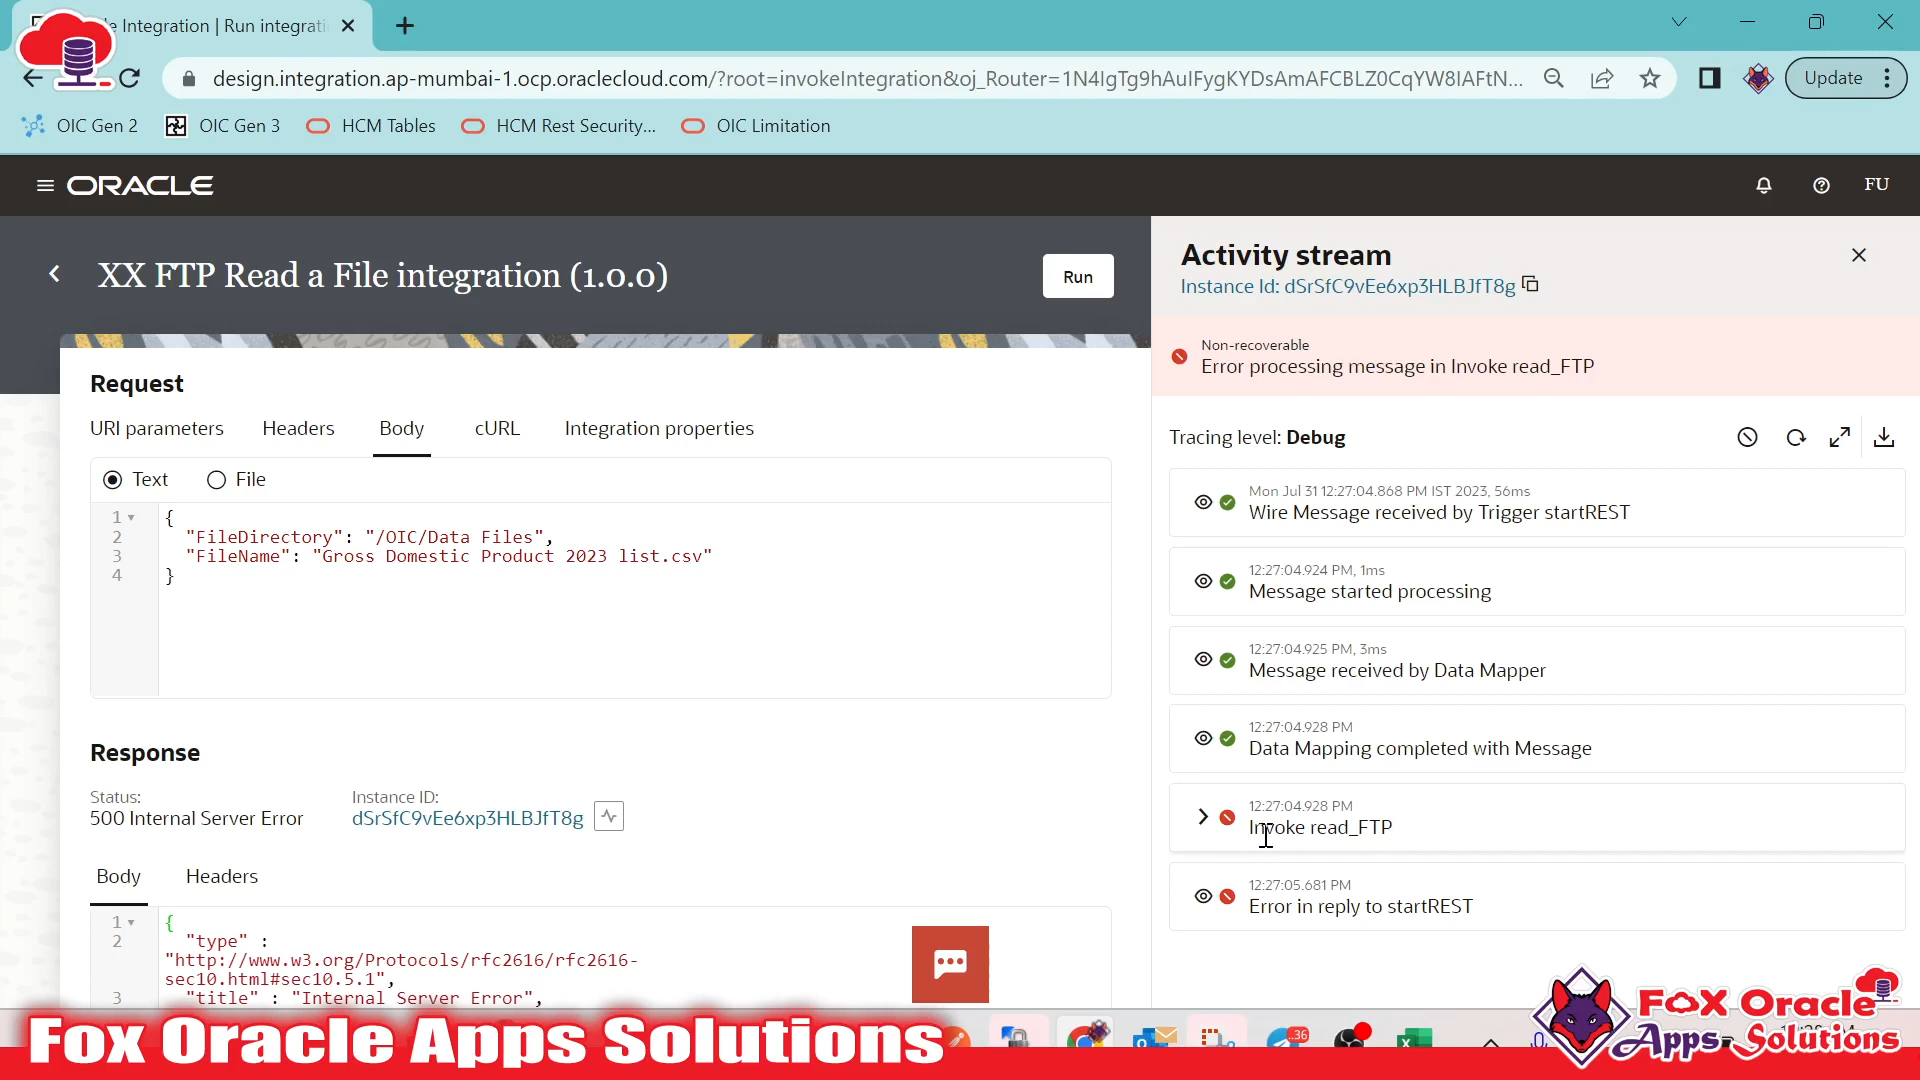 e Integration | Run integrati
design.integration.ap-mumbai-1.ocp.oraclecloud.com/?root=invokeIntegration&oj_Router=1N4IgTg9hAuIFygKYDsAmAFCBLZ0CqYW8IAFtN...
Update
OIC Gen 2
OIC Gen 3
HCM Tables
HCM Rest Security...
OIC Limitation
ORACLE
FU
XX FTP Read a File integration (1.0.0)
Run
Request
URI parameters
Headers
Body
cURL
Integration properties
Text
File
1
{
2
"FileDirectory": "/OIC/Data Files",
3
"FileName": "Gross Domestic Product 2023 list.csv"
4
}
Response
Status:
500 Internal Server Error
Instance ID:
dSrSfC9vEe6xp3HLBJfT8g
Body
Headers
1
{
2
"type" :
"http://www.w3.org/Protocols/rfc2616/rfc2616-
sec10.html#sec10.5.1",
3
"title" : "Internal Server Error",
Activity stream
Instance Id: dSrSfC9vEe6xp3HLBJfT8g
Non-recoverable
Error processing message in Invoke read_FTP
Tracing level: Debug
Mon Jul 31 12:27:04.868 PM IST 2023, 56ms
Wire Message received by Trigger startREST
12:27:04.924 PM, 1ms
Message started processing
12:27:04.925 PM, 3ms
Message received by Data Mapper
12:27:04.928 PM
Data Mapping completed with Message
12:27:04.928 PM
Invoke read_FTP
12:27:05.681 PM
Error in reply to startREST
Fox Oracle Apps Solutions
36
Fox Oracle
Apps Solutions